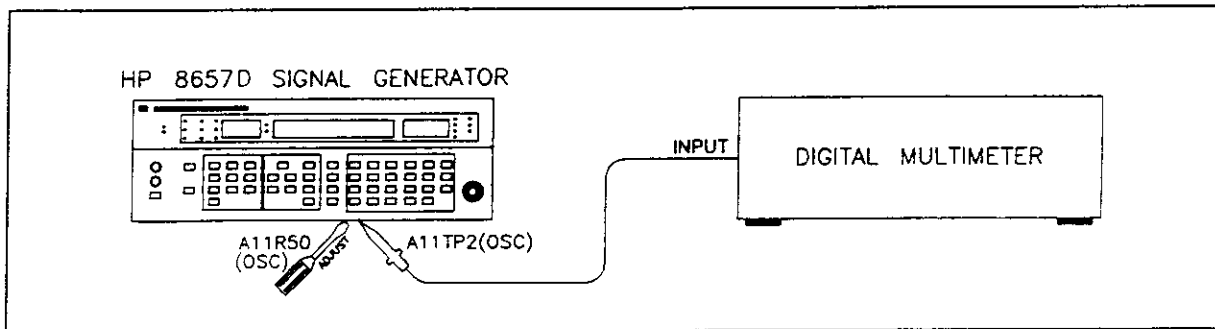 HP 8657D SIGNAL GENERATOR
INPUT
DIGITAL MULTIMETER
A11R50
(OSC)
ADJUST
A11TP2(OSC)